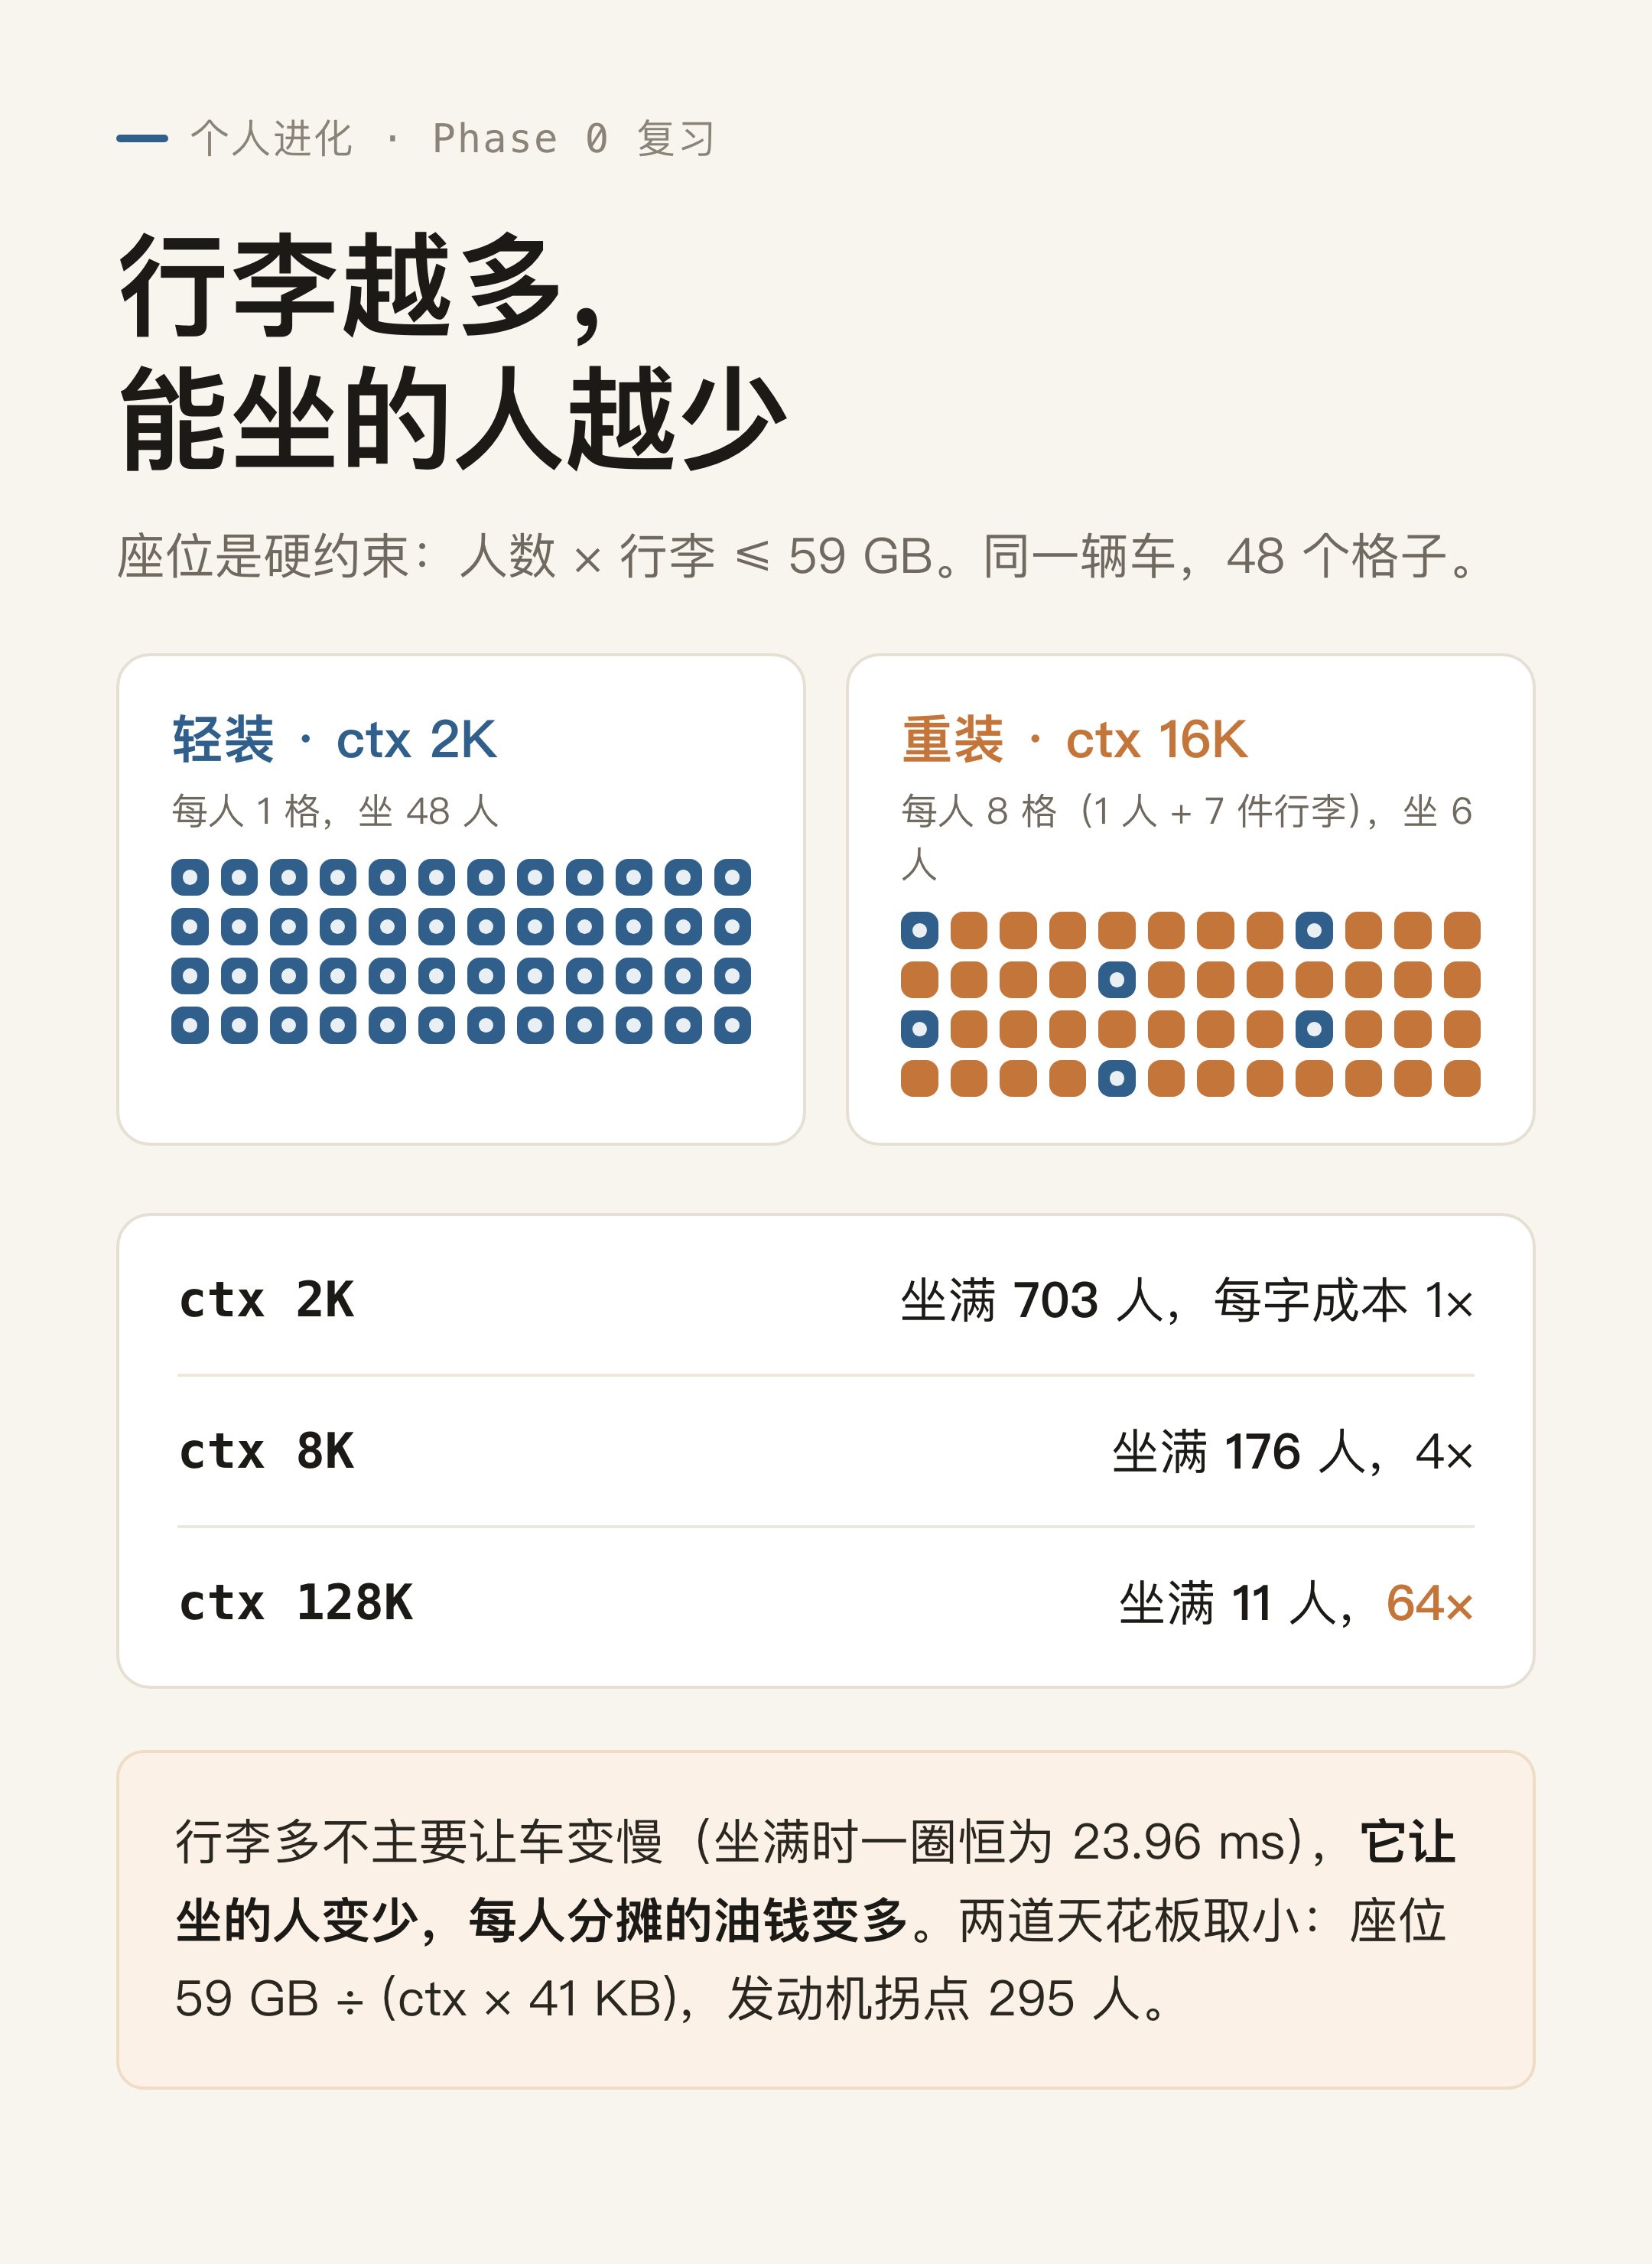 个人进化 · Phase 0 复习
行李越多，
能坐的人越少
座位是硬约束：人数 × 行李 ≤ 59 GB。同一辆车，48 个格子。
轻装 · ctx 2K
每人 1 格，坐 48 人
重装 · ctx 16K
每人 8 格（1 人 + 7 件行李），坐 6
人
ctx 2K 坐满 703 人，每字成本 1×
ctx 8K 坐满 176 人，4×
ctx 128K 坐满 11 人，64×
行李多不主要让车变慢（坐满时一圈恒为 23.96 ms），它让
坐的人变少，每人分摊的油钱变多。两道天花板取小：座位
59 GB ÷ (ctx × 41 KB)，发动机拐点 295 人。